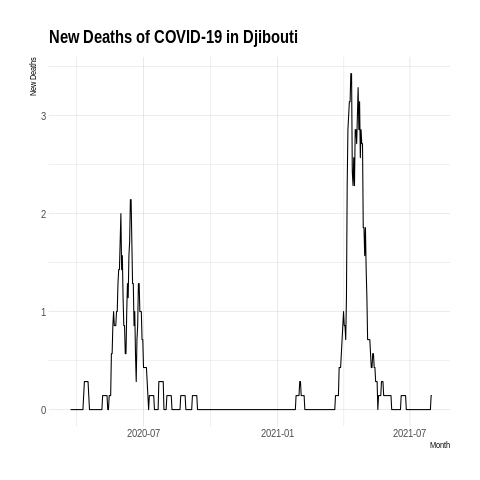 New Deaths of COVID-19 in Djibouti
New Deaths
3
2
1
0
2020-07
2021-01
2021-07
Month